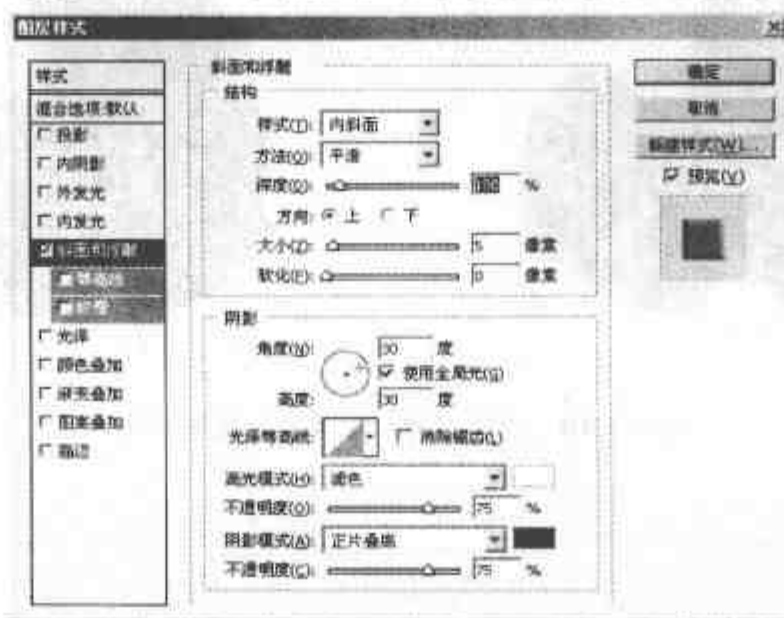 图层样式
样式
混合选项:默认
投影
内阴影
外发光
内发光
斜面和浮雕
等高线
纹理
光泽
颜色叠加
渐变叠加
图案叠加
描边
斜面和浮雕
结构
样式(T): 内斜面
方法(Q): 平滑
深度(D): 100 %
方向: 上 下
大小(Z): 5 像素
软化(F): 0 像素
阴影
角度(N): 30 度
使用全局光(G)
高度: 30 度
光泽等高线: 消除锯齿(L)
高光模式(H): 滤色
不透明度(O): 75 %
阴影模式(A): 正片叠底
不透明度(C): 75 %
确定
取消
新建样式(W)...
预览(V)